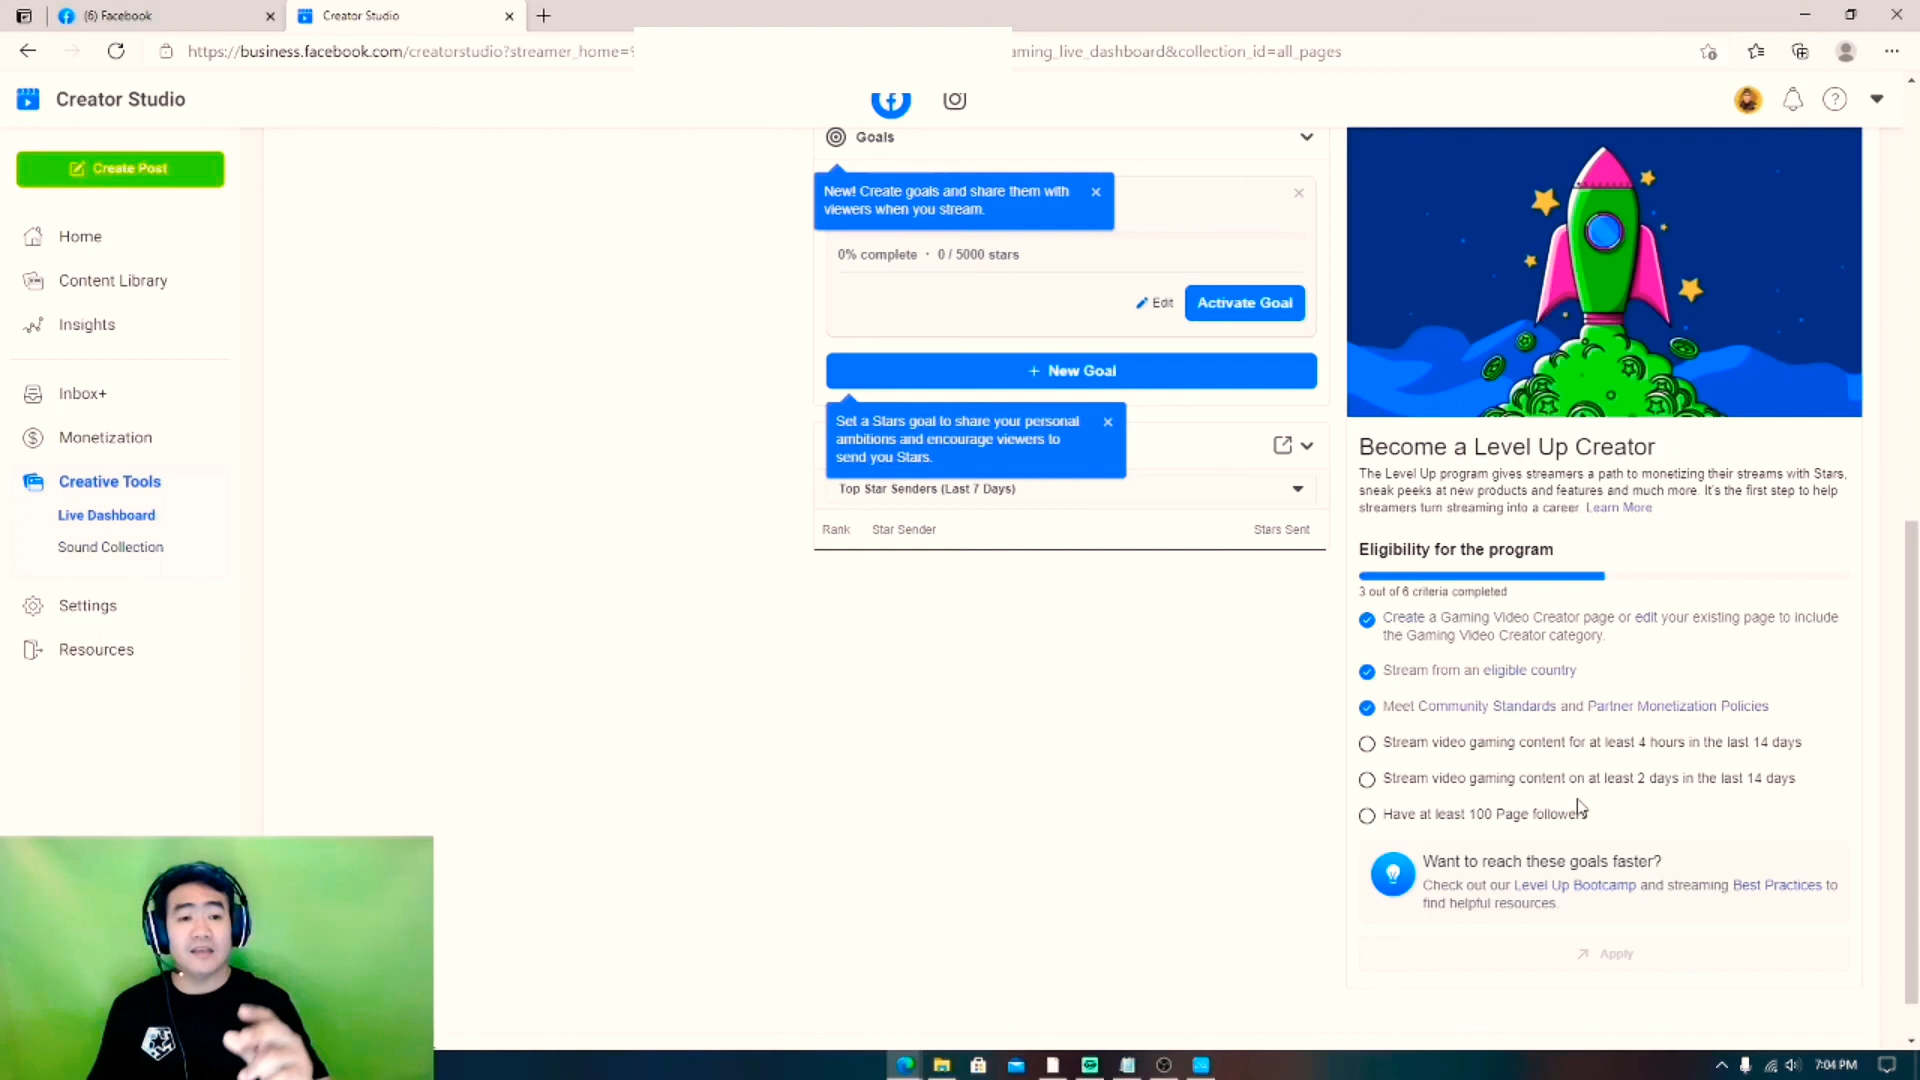 (6) Facebook
Creator Studio
https://business.facebook.com/creatorstudio?streamer_home=
aming_live_dashboard&collection_id=all_pages
Creator Studio
Create Post
Home
Content Library
Insights
Inbox+
Monetization
Creative Tools
Live Dashboard
Sound Collection
Settings
Resources
Goals
New! Create goals and share them with
viewers when you stream.
0% complete · 0 / 5000 stars
Edit
Activate Goal
+ New Goal
Set a Stars goal to share your personal
ambitions and encourage viewers to
send you Stars.
Top Star Senders (Last 7 Days)
Rank Star Sender Stars Sent
Become a Level Up Creator
The Level Up program gives streamers a path to monetizing their streams with Stars,
sneak peeks at new products and features and much more. It's the first step to help
streamers turn streaming into a career. Learn More
Eligibility for the program
3 out of 6 criteria completed
Create a Gaming Video Creator page or edit your existing page to include
the Gaming Video Creator category.
Stream from an eligible country
Meet Community Standards and Partner Monetization Policies
Stream video gaming content for at least 4 hours in the last 14 days
Stream video gaming content on at least 2 days in the last 14 days
Have at least 100 Page followers
Want to reach these goals faster?
Check out our Level Up Bootcamp and streaming Best Practices to
find helpful resources.
Apply
7:04 PM